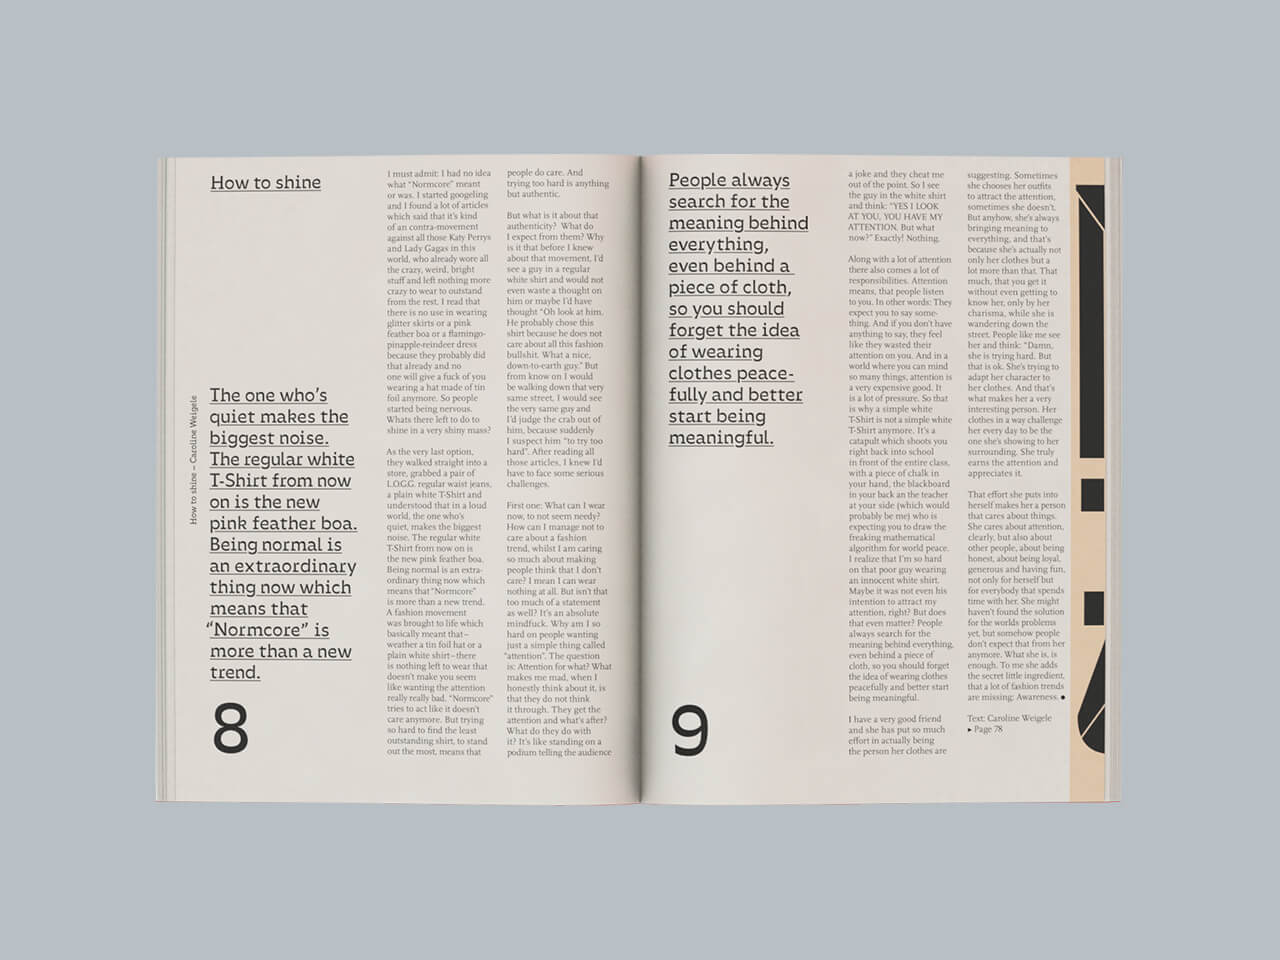 How to shine
How to shine – Caroline Weigele
The one who's
quiet makes the
biggest noise.
The regular white
T-Shirt from now
on is the new
pink feather boa.
Being normal is
an extraordinary
thing now which
means that
“Normcore” is
more than a new
trend.
8
I must admit: I had no idea
what “Normcore” meant
or was. I started googeling
and I found a lot of articles
which said that it's kind
of an contra-movement
against all those Katy Perrys
and Lady Gagas in this
world, who already wore all
the crazy, weird, bright
stuff and left nothing more
crazy to wear to outstand
from the rest. I read that
there is no use in wearing
glitter skirts or a pink
feather boa or a flamingo-
pinapple-reindeer dress
because they probably did
that already and no
one will give a fuck of you
wearing a hat made of tin
foil anymore. So people
started being nervous.
Whats there left to do to
shine in a very shiny mass?
As the very last option,
they walked straight into a
store, grabbed a pair of
L.O.G.G. regular waist jeans,
a plain white T-Shirt and
understood that in a loud
world, the one who's
quiet, makes the biggest
noise. The regular white
T-Shirt from now on is
the new pink feather boa.
Being normal is an extra-
ordinary thing now which
means that “Normcore”
is more than a new trend.
A fashion movement
was brought to life which
basically meant that–
weather a tin foil hat or a
plain white shirt–there
is nothing left to wear that
doesn't make you seem
like wanting the attention
really really bad. “Normcore”
tries to act like it doesn't
care anymore. But trying
so hard to find the least
outstanding shirt, to stand
out the most, means that
people do care. And
trying too hard is anything
but authentic.
But what is it about that
authenticity? What do
I expect from them? Why
is it that before I knew
about that movement, I'd
see a guy in a regular
white shirt and would not
even waste a thought on
him or maybe I'd have
thought “Oh look at him.
He probably chose this
shirt because he does not
care about all this fashion
bullshit. What a nice,
down-to-earth guy.” But
from know on I would
be walking down that very
same street, I would see
the very same guy and
I'd judge the crab out of
him, because suddenly
I suspect him “to try too
hard”. After reading all
those articles, I knew I'd
have to face some serious
challenges.
First one: What can I wear
now, to not seem needy?
How can I manage not to
care about a fashion
trend, whilst I am caring
so much about making
people think that I don't
care? I mean I can wear
nothing at all. But isn't that
too much of a statement
as well? It's an absolute
mindfuck. Why am I so
hard on people wanting
just a simple thing called
“attention”. The question
is: Attention for what? What
makes me mad, when I
honestly think about it, is
that they do not think
it through. They get the
attention and what's after?
What do they do with
it? It's like standing on a
podium telling the audience
People always
search for the
meaning behind
everything,
even behind a
piece of cloth,
so you should
forget the idea
of wearing
clothes peace-
fully and better
start being
meaningful.
9
a joke and they cheat me
out of the point. So I see
the guy in the white shirt
and think: “YES I LOOK
AT YOU, YOU HAVE MY
ATTENTION. But what
now?” Exactly! Nothing.
Along with a lot of attention
there also comes a lot of
responsibilities. Attention
means, that people listen
to you. In other words: They
expect you to say some-
thing. And if you don't have
anything to say, they feel
like they wasted their
attention on you. And in a
world where you can mind
so many things, attention is
a very expensive good. It
is a lot of pressure. So that
is why a simple white
T-Shirt is not a simple white
T-Shirt anymore. It's a
catapult which shoots you
right back into school
in front of the entire class,
with a piece of chalk in
your hand, the blackboard
in your back an the teacher
at your side (which would
probably be me) who is
expecting you to draw the
freaking mathematical
algorithm for world peace.
I realize that I'm so hard
on that poor guy wearing
an innocent white shirt.
Maybe it was not even his
intention to attract my
attention, right? But does
that even matter? People
always search for the
meaning behind everything,
even behind a piece of
cloth, so you should forget
the idea of wearing clothes
peacefully and better start
being meaningful.
I have a very good friend
and she has put so much
effort in actually being
the person her clothes are
suggesting. Sometimes
she chooses her outfits
to attract the attention,
sometimes she doesn't.
But anyhow, she's always
bringing meaning to
everything, and that's
because she's actually not
only her clothes but a
lot more than that. That
much, that you get it
without even getting to
know her, only by her
charisma, while she is
wandering down the
street. People like me see
her and think: “Damn,
she is trying hard. But
that is ok. She's trying to
adapt her character to
her clothes. And that's
what makes her a very
interesting person. Her
clothes in a way challenge
her every day to be the
one she's showing to her
surrounding. She truly
earns the attention and
appreciates it.
That effort she puts into
herself makes her a person
that cares about things.
She cares about attention,
clearly, but also about
other people, about being
honest, about being loyal,
generous and having fun,
not only for herself but
for everybody that spends
time with her. She might
haven't found the solution
for the worlds problems
yet, but somehow people
don't expect that from her
anymore. What she is, is
enough. To me she adds
the secret little ingredient,
that a lot of fashion trends
are missing: Awareness. ●
Text: Caroline Weigele
▸ Page 78